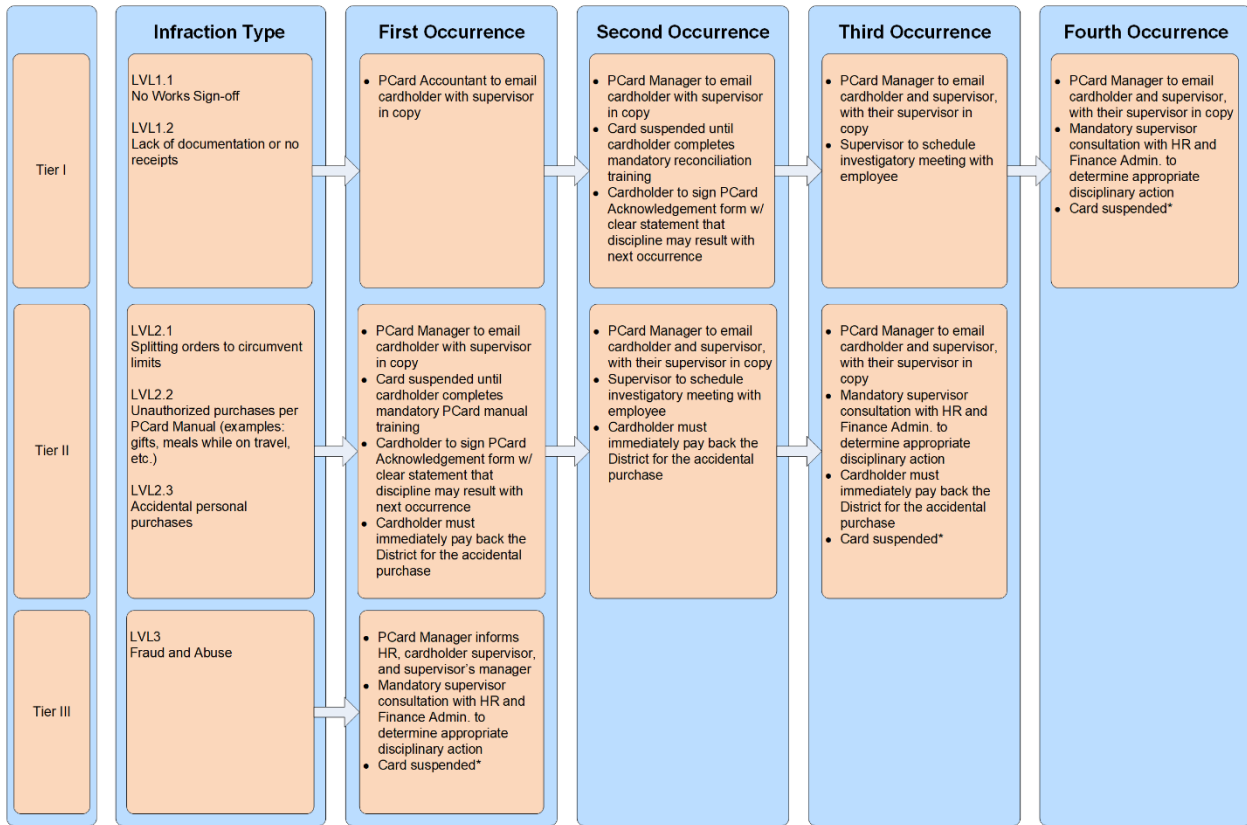 Infraction Type
First Occurrence
Second Occurrence
Third Occurrence
Fourth Occurrence
Tier I
LVL1.1
No Works Sign-off
LVL1.2
Lack of documentation or no
receipts
• PCard Accountant to email
cardholder with supervisor
in copy
• PCard Manager to email
cardholder with supervisor
in copy
• Card suspended until
cardholder completes
mandatory reconciliation
training
• Cardholder to sign PCard
Acknowledgement form w/
clear statement that
discipline may result with
next occurrence
• PCard Manager to email
cardholder and supervisor,
with their supervisor in
copy
• Supervisor to schedule
investigatory meeting with
employee
• PCard Manager to email
cardholder and supervisor,
with their supervisor in copy
• Mandatory supervisor
consultation with HR and
Finance Admin. to
determine appropriate
disciplinary action
• Card suspended*
Tier II
LVL2.1
Splitting orders to circumvent
limits
LVL2.2
Unauthorized purchases per
PCard Manual (examples:
gifts, meals while on travel,
etc.)
LVL2.3
Accidental personal
purchases
• PCard Manager to email
cardholder with supervisor
in copy
• Card suspended until
cardholder completes
mandatory PCard manual
training
• Cardholder to sign PCard
Acknowledgement form w/
clear statement that
discipline may result with
next occurrence
• Cardholder must
immediately pay back the
District for the accidental
purchase
• PCard Manager to email
cardholder and supervisor,
with their supervisor in copy
• Supervisor to schedule
investigatory meeting with
employee
• Cardholder must
immediately pay back the
District for the accidental
purchase
• PCard Manager to email
cardholder and supervisor,
with their supervisor in
copy
• Mandatory supervisor
consultation with HR and
Finance Admin. to
determine appropriate
disciplinary action
• Cardholder must
immediately pay back the
District for the accidental
purchase
• Card suspended*
Tier III
LVL3
Fraud and Abuse
• PCard Manager informs
HR, cardholder supervisor,
and supervisor's manager
• Mandatory supervisor
consultation with HR and
Finance Admin. to
determine appropriate
disciplinary action
• Card suspended*